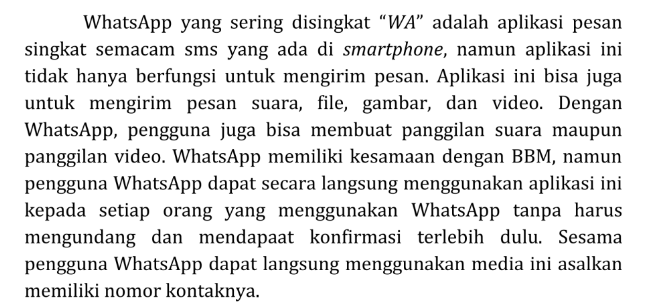 WhatsApp yang sering disingkat “WA” adalah aplikasi pesan
singkat semacam sms yang ada di smartphone, namun aplikasi ini
tidak hanya berfungsi untuk mengirim pesan. Aplikasi ini bisa juga
untuk mengirim pesan suara, file, gambar, dan video. Dengan
WhatsApp, pengguna juga bisa membuat panggilan suara maupun
panggilan video. WhatsApp memiliki kesamaan dengan BBM, namun
pengguna WhatsApp dapat secara langsung menggunakan aplikasi ini
kepada setiap orang yang menggunakan WhatsApp tanpa harus
mengundang dan mendapaat konfirmasi terlebih dulu. Sesama
pengguna WhatsApp dapat langsung menggunakan media ini asalkan
memiliki nomor kontaknya.